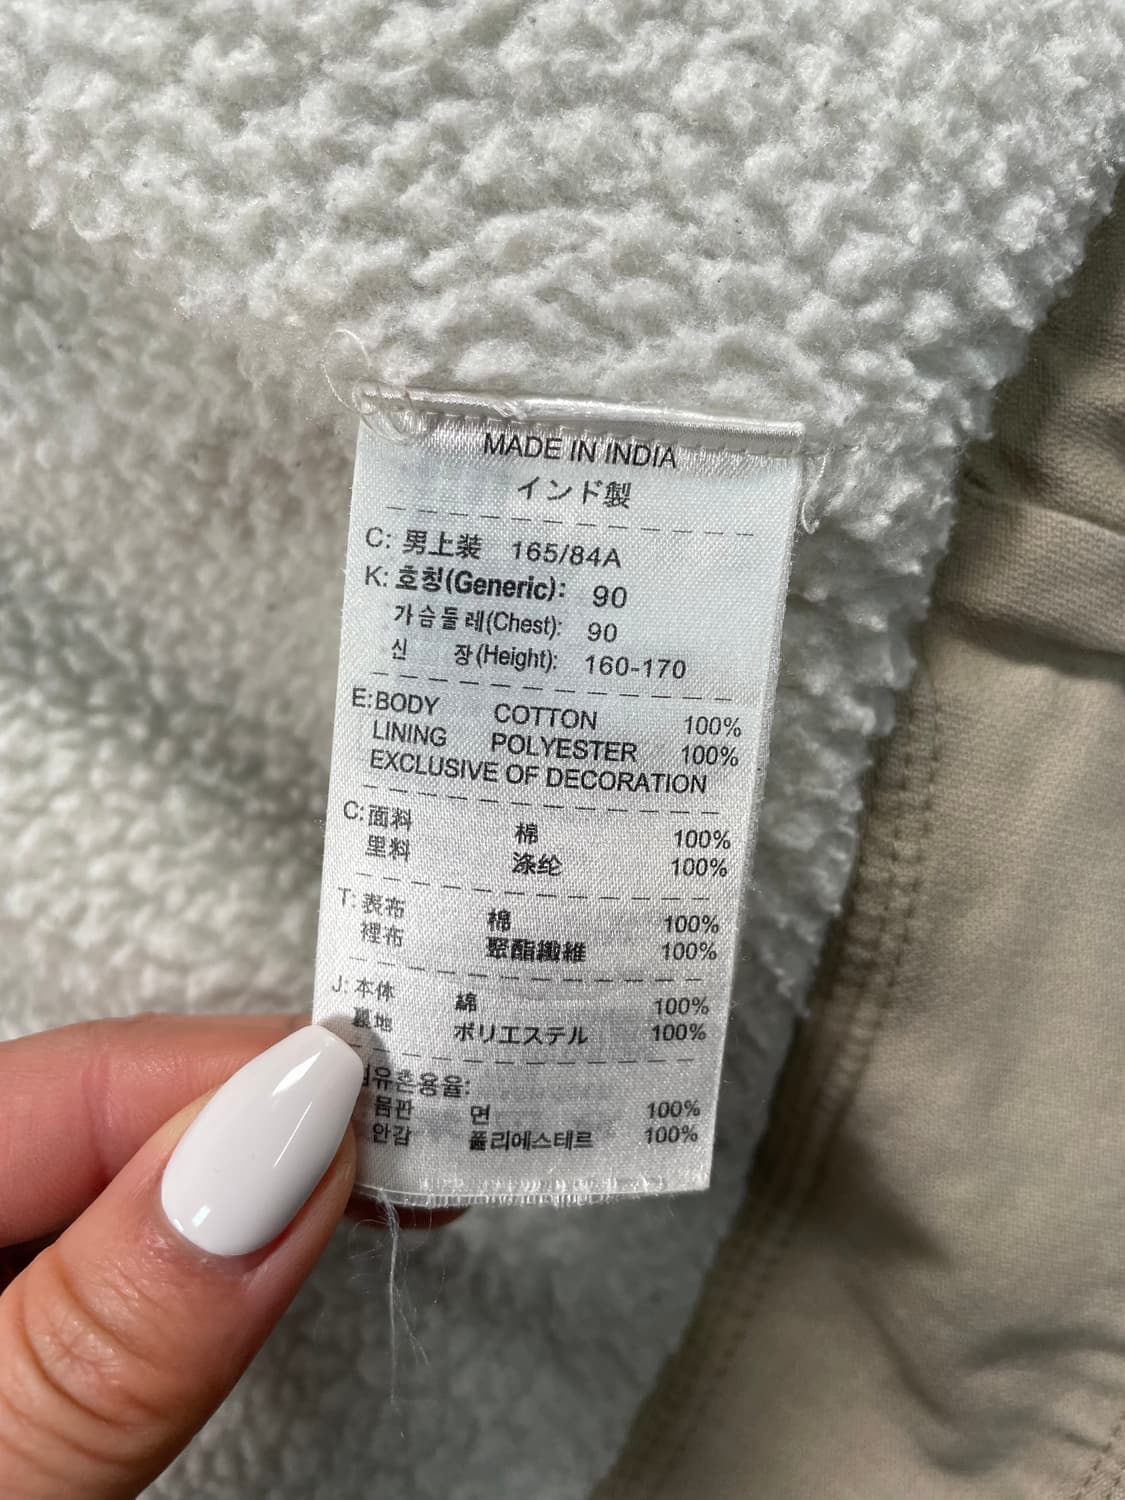 MADE IN INDIA
インド製
C: 男上装 165/84A
K: 호칭(Generic): 90
가슴둘레(Chest): 90
신 장(Height): 160-170
E:BODY COTTON 100%
LINING POLYESTER 100%
EXCLUSIVE OF DECORATION
C:面料 棉 100%
里料 涤纶 100%
T: 表布 棉 100%
裡布 聚酯纖維 100%
J: 本体 綿 100%
裏地 ポリエステル 100%
몸판 면 100%
안감 폴리에스테르 100%